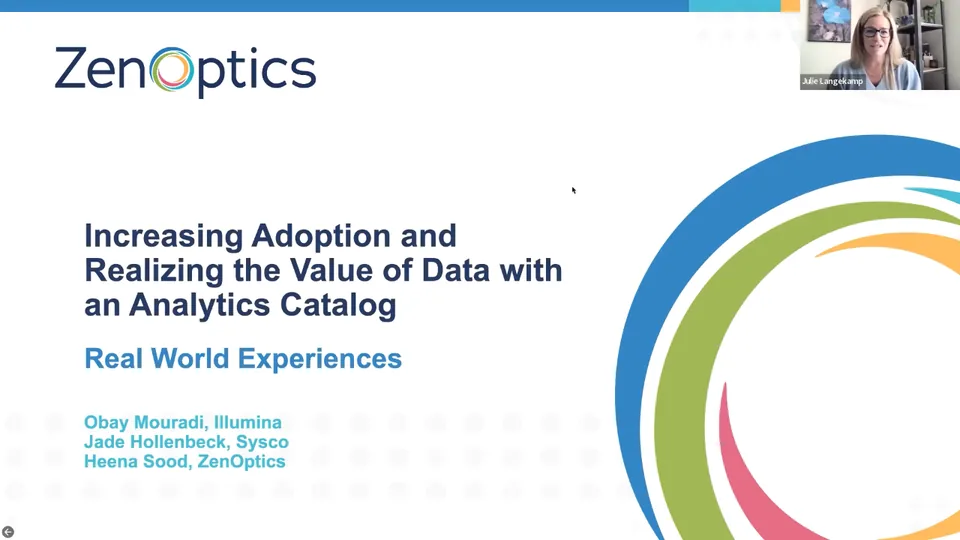 ZenOptics
Julie Langekamp
Increasing Adoption and
Realizing the Value of Data with
an Analytics Catalog
Real World Experiences
Obay Mouradi, Illumina
Jade Hollenbeck, Sysco
Heena Sood, ZenOptics